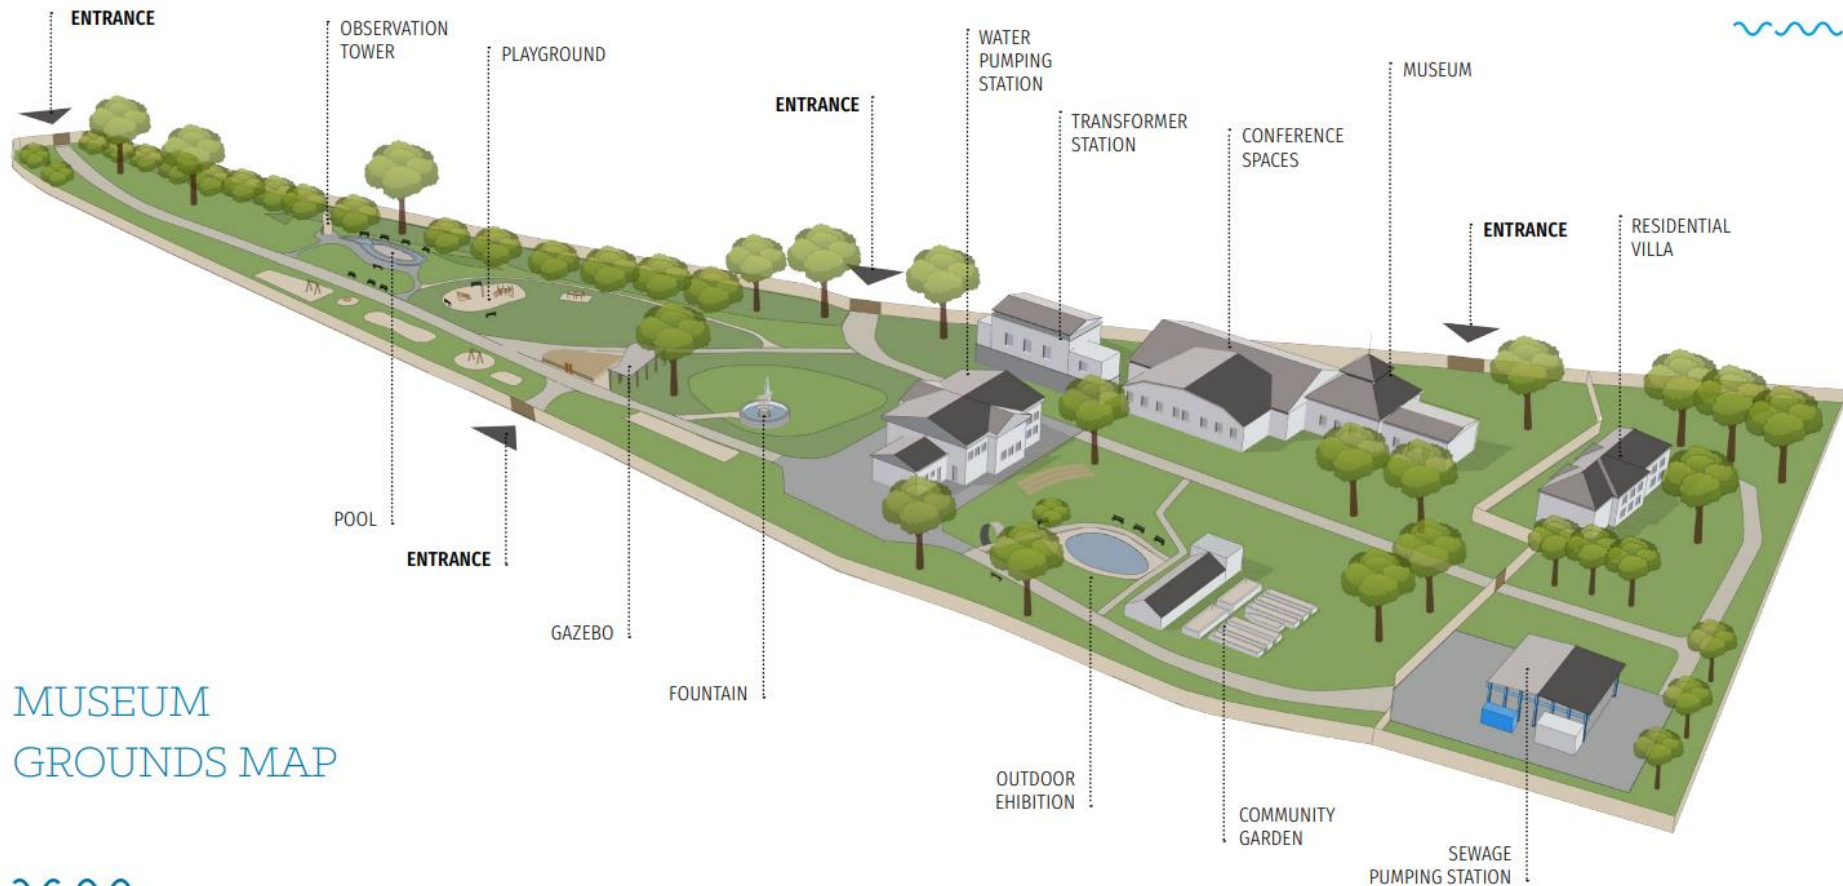 ENTRANCE
OBSERVATION
TOWER
PLAYGROUND
ENTRANCE
WATER
PUMPING
STATION
TRANSFORMER
STATION
CONFERENCE
SPACES
MUSEUM
ENTRANCE
RESIDENTIAL
VILLA
POOL
ENTRANCE
GAZEBO
FOUNTAIN
OUTDOOR
EHIBITION
COMMUNITY
GARDEN
SEWAGE
PUMPING STATION
MUSEUM
GROUNDS MAP